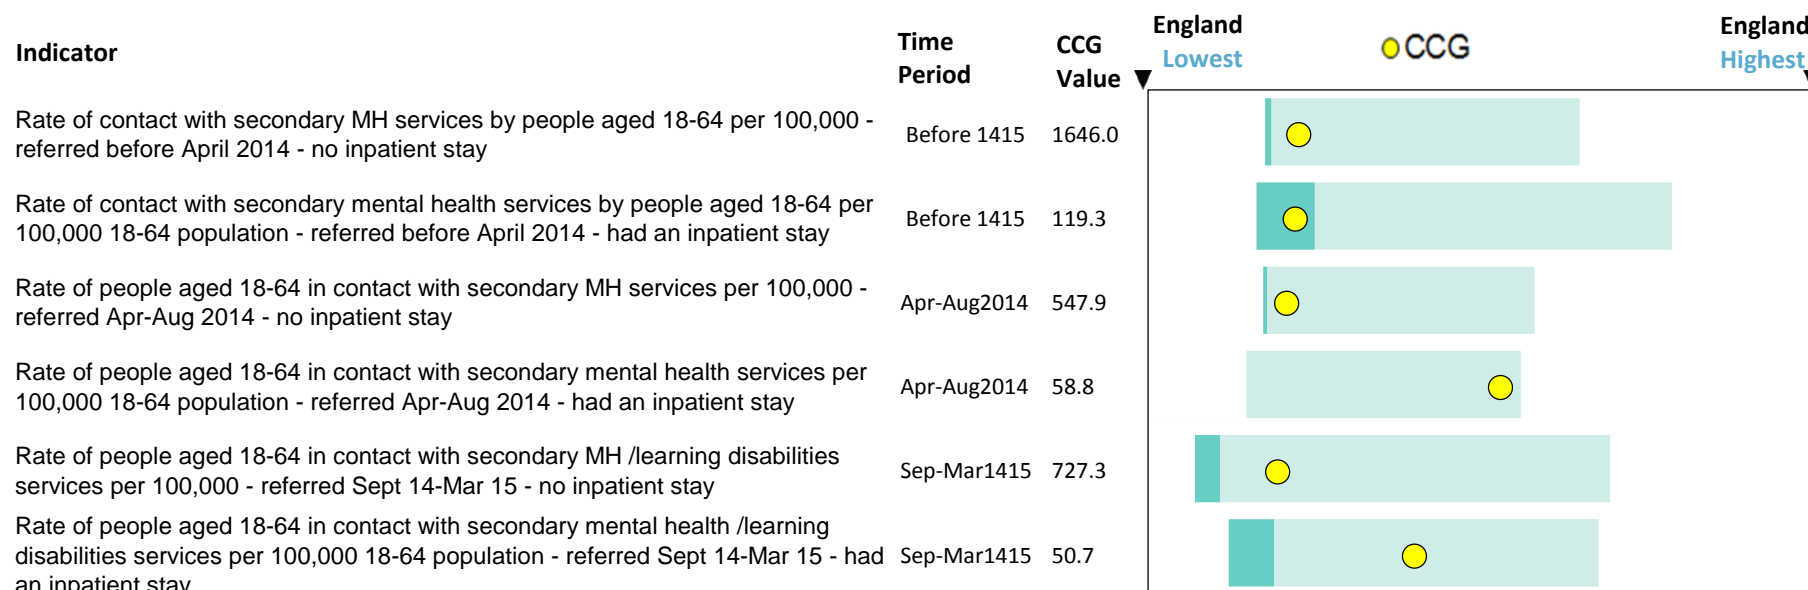 Indicator
Time Period
CCG Value
England Lowest
CCG
England Highest
Rate of contact with secondary MH services by people aged 18-64 per 100,000 -
referred before April 2014 - no inpatient stay
Before 1415 1646.0
Rate of contact with secondary mental health services by people aged 18-64 per
100,000 18-64 population - referred before April 2014 - had an inpatient stay
Before 1415 119.3
Rate of people aged 18-64 in contact with secondary MH services per 100,000 -
referred Apr-Aug 2014 - no inpatient stay
Apr-Aug2014 547.9
Rate of people aged 18-64 in contact with secondary mental health services per
100,000 18-64 population - referred Apr-Aug 2014 - had an inpatient stay
Apr-Aug2014 58.8
Rate of people aged 18-64 in contact with secondary MH /learning disabilities
services per 100,000 - referred Sept 14-Mar 15 - no inpatient stay
Sep-Mar1415 727.3
Rate of people aged 18-64 in contact with secondary mental health /learning
disabilities services per 100,000 18-64 population - referred Sept 14-Mar 15 - had
an inpatient stay
Sep-Mar1415 50.7